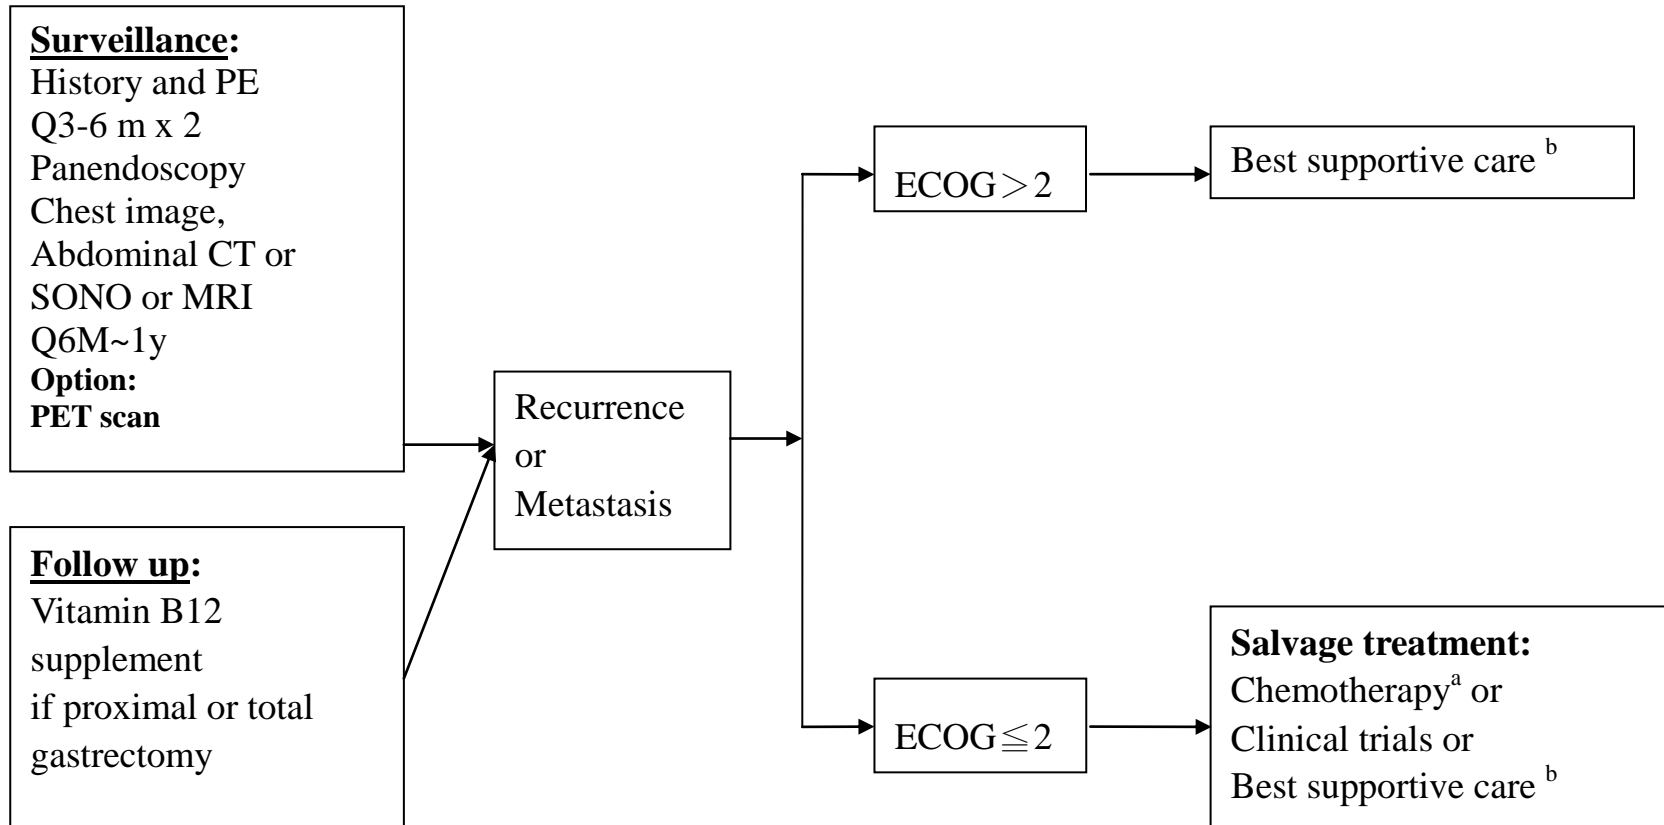 Surveillance:
History and PE
Q3-6 m x 2
Panendoscopy
Chest image,
Abdominal CT or
SONO or MRI
Q6M~1y
Option:
PET scan
Follow up:
Vitamin B12
supplement
if proximal or total
gastrectomy
Recurrence
or
Metastasis
ECOG>2
Best supportive care b
ECOG≦2
Salvage treatment:
Chemotherapya or
Clinical trials or
Best supportive care b